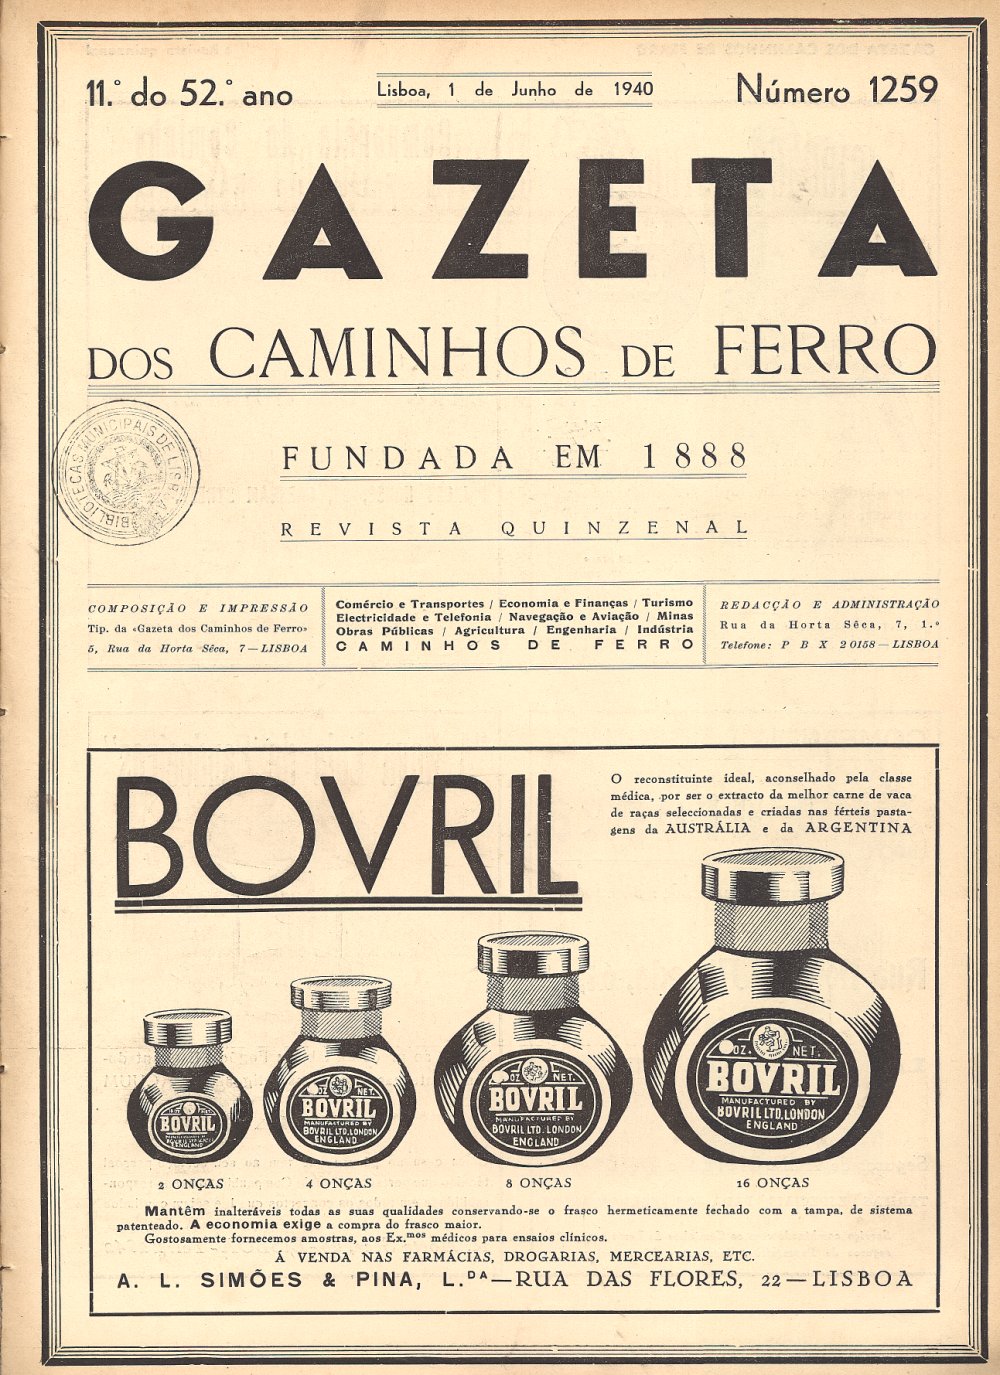 11.º do 52.º ano
Lisboa, 1 de Junho de 1940
Número 1259
GAZETA
DOS CAMINHOS DE FERRO
BIBLIOTECAS MUNICIPAIS DE
FUNDADA EM 1888
REVISTA QUINZENAL
COMPOSIÇÃO E IMPRESSÃO
Tip. da «Gazeta dos Caminhos de Ferro»
5, Rua da Horta Sêca, 7—LISBOA
Comércio e Transportes / Economia e Finanças / Turismo
Electricidade e Telefonia / Navegação e Aviação / Minas
Obras Públicas / Agricultura / Engenharia / Indústria
CAMINHOS DE FERRO
REDACÇÃO E ADMINISTRAÇÃO
Rua da Horta Sêca, 7, 1.º
Telefone: P B X 20158—LISBOA
BOVRIL
O reconstituinte ideal, aconselhado pela classe
médica, por ser o extracto da melhor carne de vaca
de raças seleccionadas e criadas nas férteis pasta-
gens da AUSTRÁLIA e da ARGENTINA
BOVRIL
ENGLAND
2 ONÇAS
OZ NET.
BOVRIL
MANUFACTURED BY
BOVRIL LTD. LONDON
ENGLAND
4 ONÇAS
OZ NET.
BOVRIL
MANUFACTURED BY
BOVRIL LTD. LONDON
ENGLAND
8 ONÇAS
OZ. NET.
BOVRIL
MANUFACTURED BY
BOVRIL LTD. LONDON
ENGLAND
16 ONÇAS
Mantêm inalteráveis todas as suas qualidades conservando-se o frasco hermeticamente fechado com a tampa, de sistema
patenteado. A economia exige a compra do frasco maior.
Gostosamente fornecemos amostras, aos Ex.mos médicos para ensaios clínicos.
Á VENDA NAS FARMÁCIAS, DROGARIAS, MERCEARIAS, ETC.
A. L. SIMÕES & PINA, L.DA—RUA DAS FLORES, 22—LISBOA